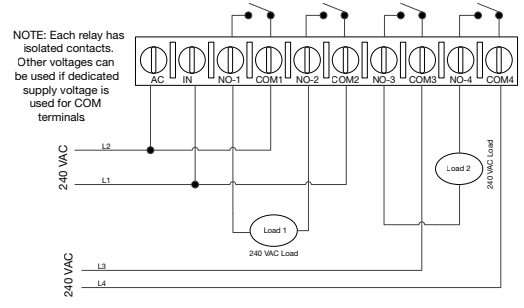 NOTE: Each relay has
isolated contacts.
Other voltages can
be used if dedicated
supply voltage is
used for COM
terminals
AC IN NO-1 COM1 NO-2 COM2 NO-3 COM3 NO-4 COM4
240 VAC
L2
L1
Load 1
240 VAC Load
Load 2
240 VAC Load
240 VAC
L3
L4